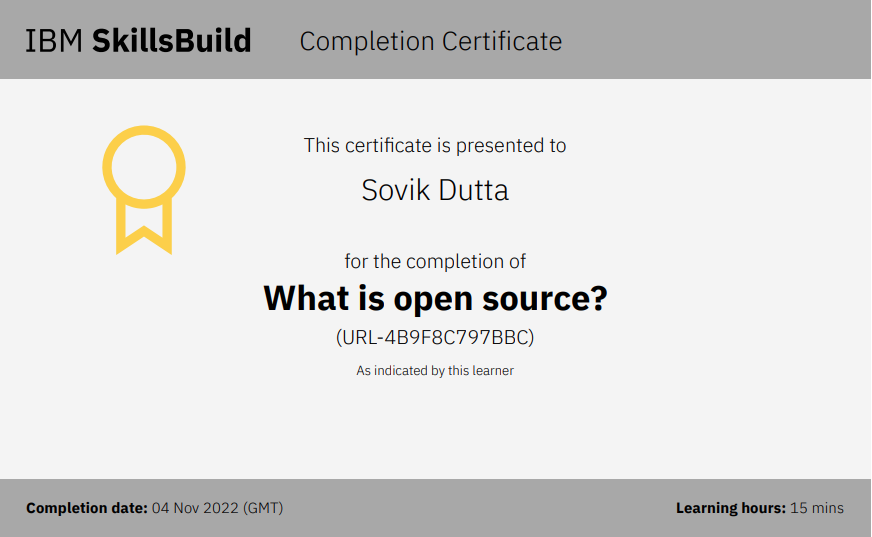 IBM SkillsBuild Completion Certificate
This certificate is presented to
Sovik Dutta
for the completion of
What is open source?
(URL-4B9F8C797BBC)
As indicated by this learner
Completion date: 04 Nov 2022 (GMT) Learning hours: 15 mins